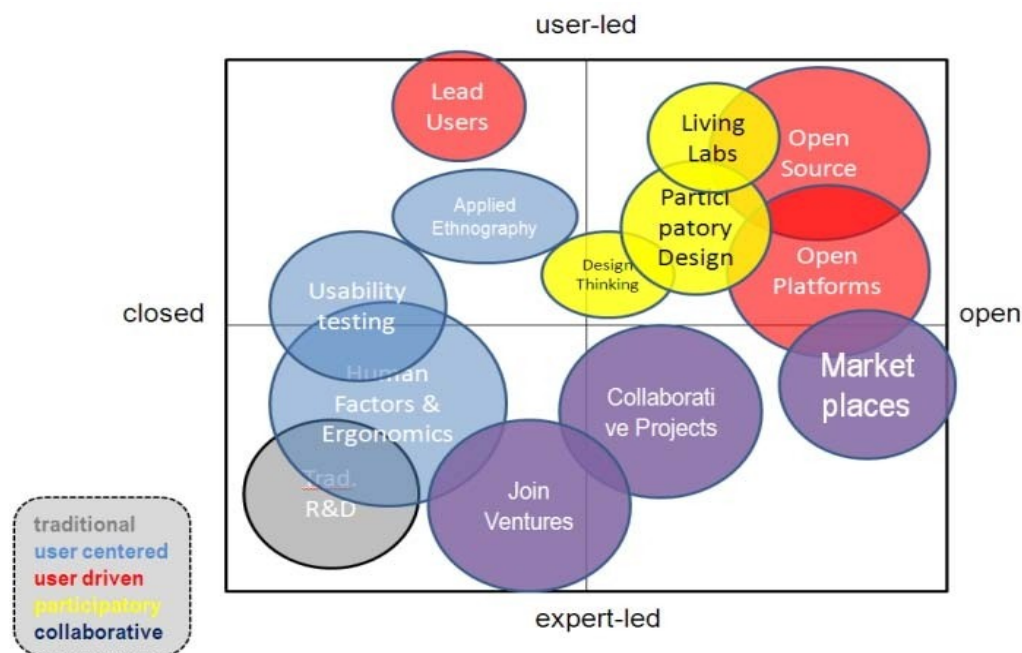 user-led
Lead
Users
Living
Labs
Open
Source
Applied
Ethnography
Partici
patory
Design
Design
Thinking
Open
Platforms
Usability
testing
closed
open
Human
Factors &
Ergonomics
Collaborati
ve Projects
Market
places
Trad.
R&D
Join
Ventures
traditional
user centered
user driven
participatory
collaborative
expert-led